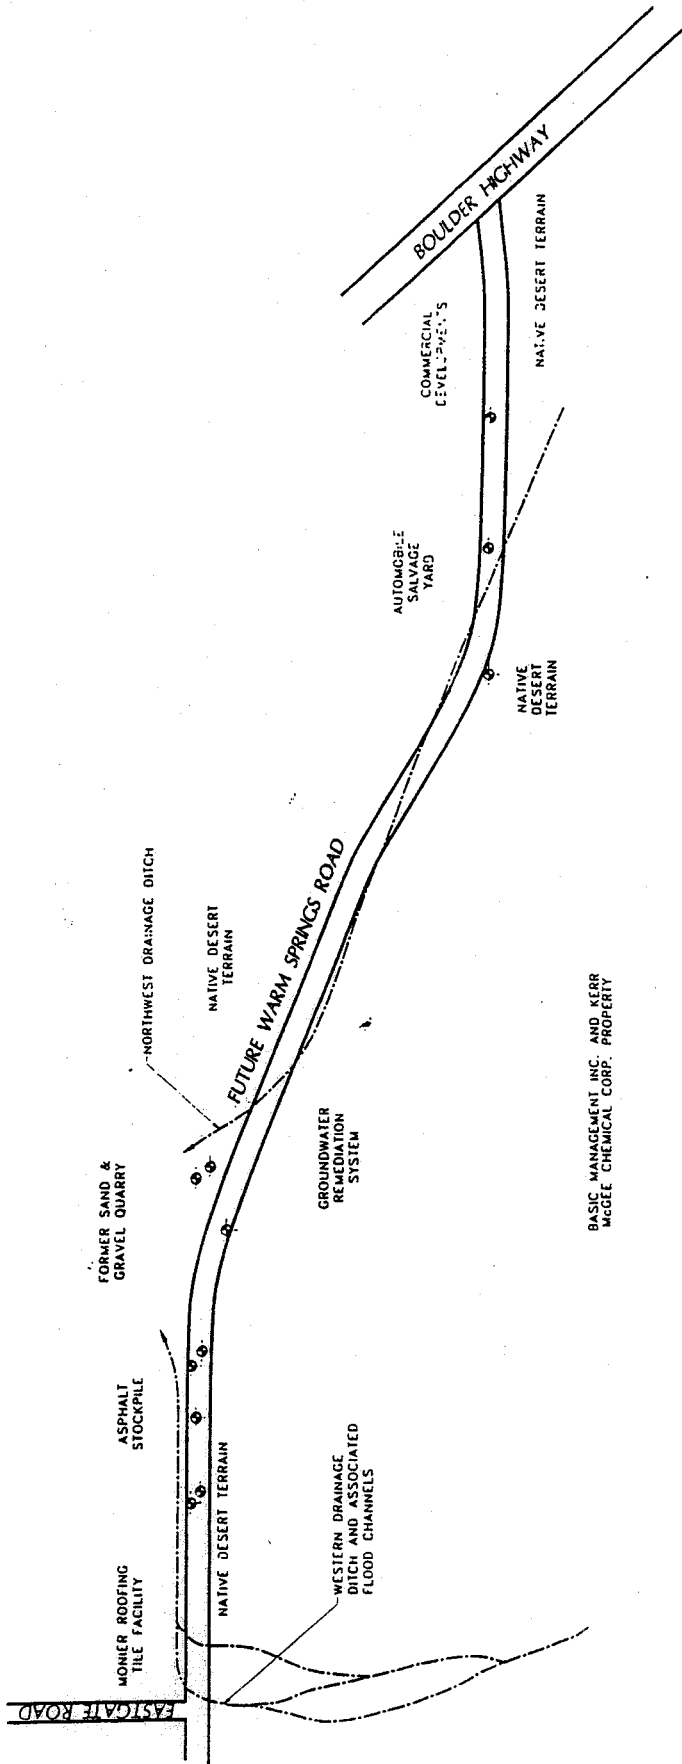 EASTGATE ROAD
MONIER ROOFING
TILE FACILITY
NATIVE DESERT TERRAIN
WESTERN DRAINAGE
DITCH AND ASSOCIATED
FLOOD CHANNELS
ASPHALT
STOCKPILE
FORMER SAND &
GRAVEL QUARRY
NORTHWEST DRAINAGE DITCH
NATIVE DESERT
TERRAIN
FUTURE WARM SPRINGS ROAD
GROUNDWATER
REMEDIATION
SYSTEM
BASIC MANAGEMENT INC. AND KERR
McGEE CHEMICAL CORP. PROPERTY
AUTOMOBILE
SALVAGE
YARD
NATIVE
DESERT
TERRAIN
COMMERCIAL
DEVELOPMENTS
BOULDER HIGHWAY
NATIVE DESERT TERRAIN